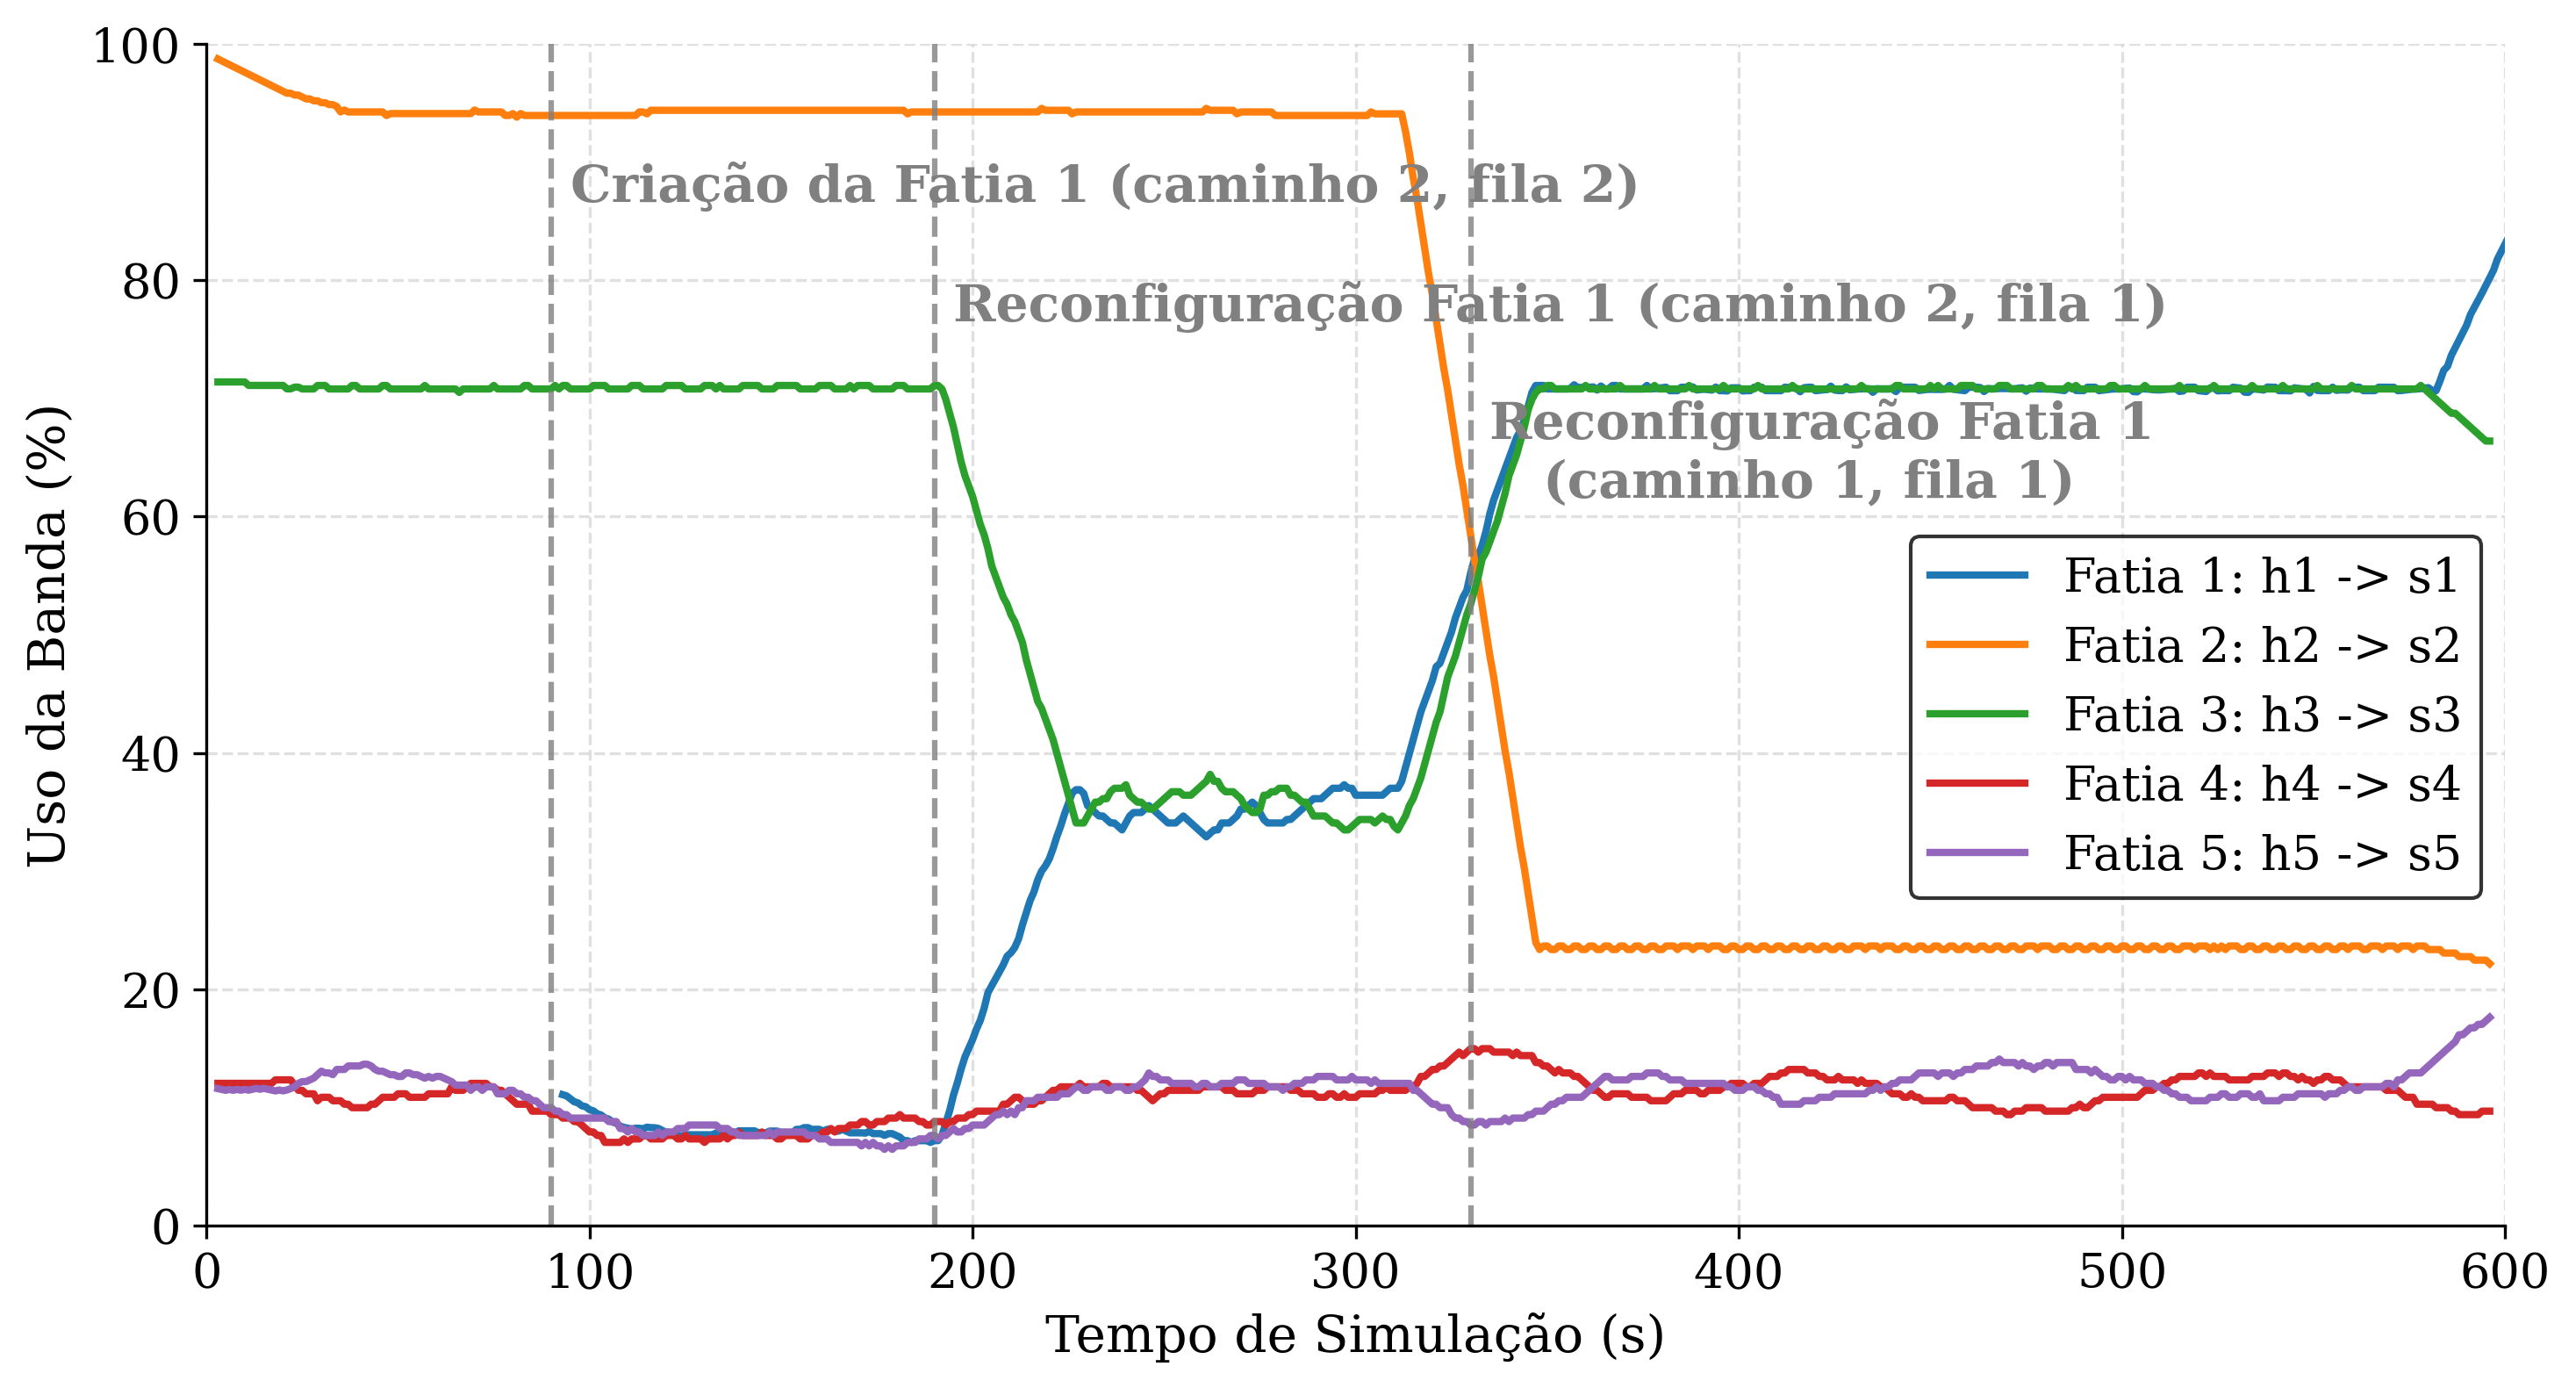 100
80
60
40
20
0
Uso da Banda (%)
Criação da Fatia 1 (caminho 2, fila 2)
Reconfiguração Fatia 1 (caminho 2, fila 1)
Reconfiguração Fatia 1
(caminho 1, fila 1)
Fatia 1: h1 -> s1
Fatia 2: h2 -> s2
Fatia 3: h3 -> s3
Fatia 4: h4 -> s4
Fatia 5: h5 -> s5
0 100 200 300 400 500 600
Tempo de Simulação (s)